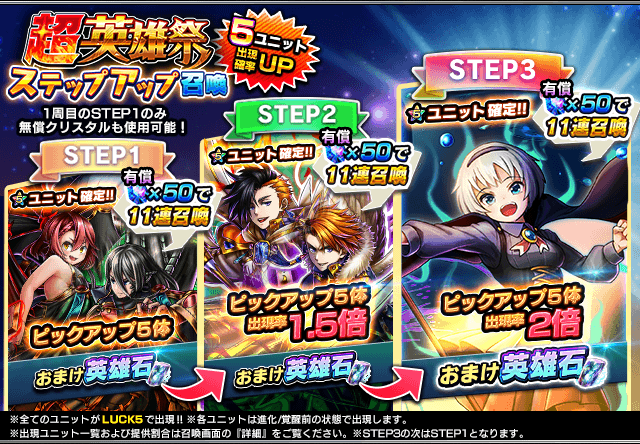 超英雄祭
ステップアップ召喚
5ユニット
出現確率UP
1周目のSTEP1のみ
無償クリスタルも使用可能！
STEP1
ユニット確定!!
有償
×50で
11連召喚
ピックアップ5体
おまけ英雄石
STEP2
ユニット確定!!
有償
×50で
11連召喚
ピックアップ5体
出現率1.5倍
おまけ英雄石
STEP3
ユニット確定!!
有償
×50で
11連召喚
ピックアップ5体
出現率2倍
おまけ英雄石
※全てのユニットがLUCK5で出現!! ※各ユニットは進化/覚醒前の状態で出現します。
※出現ユニット一覧および提供割合は召喚画面の『詳細』をご覧ください。※STEP3の次はSTEP1となります。